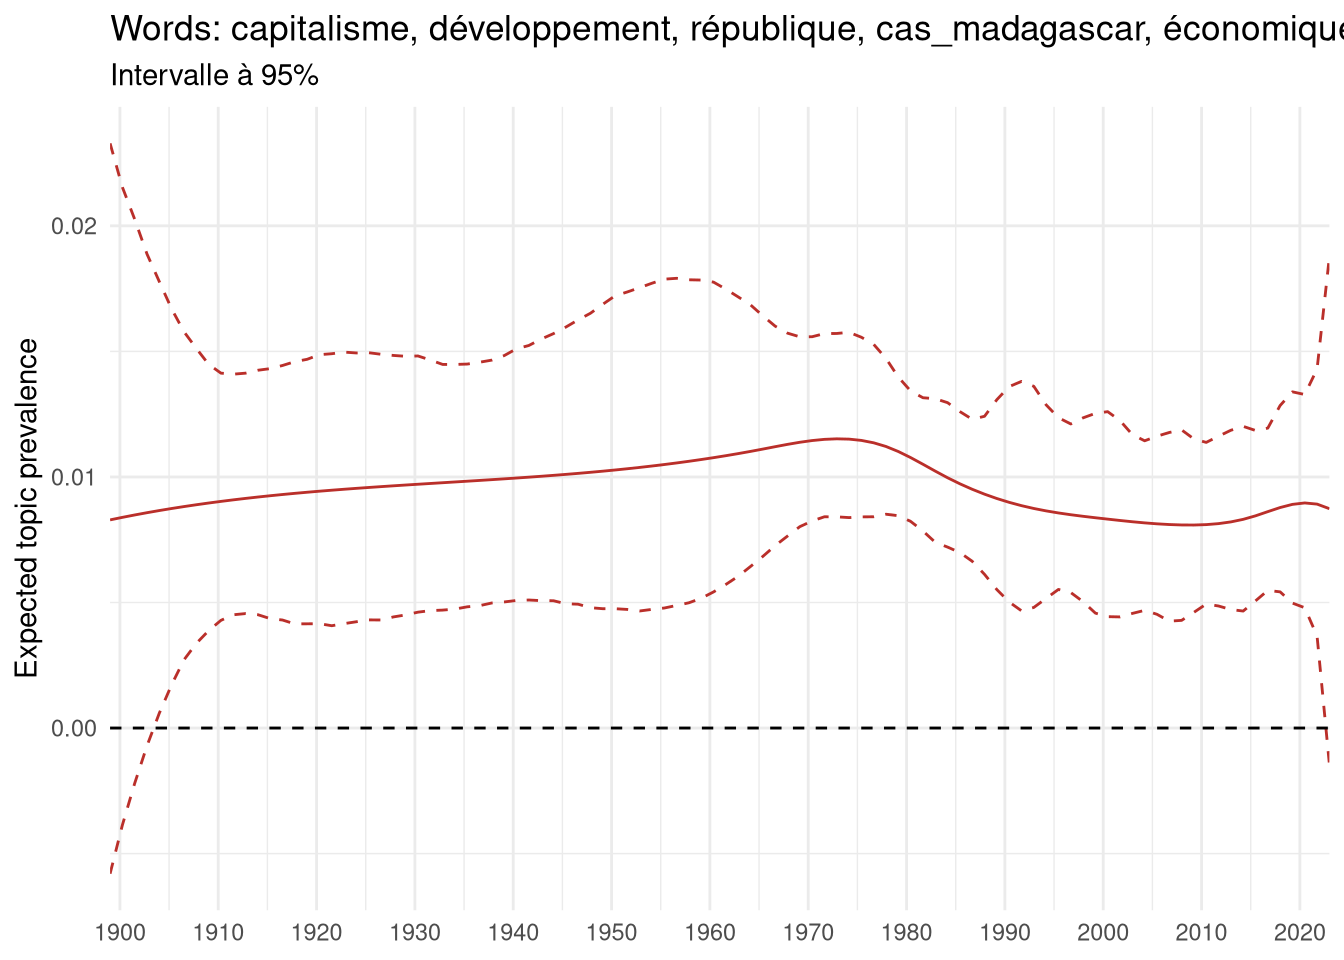 Words: capitalisme, développement, république, cas_madagascar, économique
Intervalle à 95%
Expected topic prevalence
0.02
0.01
0.00
1900 1910 1920 1930 1940 1950 1960 1970 1980 1990 2000 2010 2020